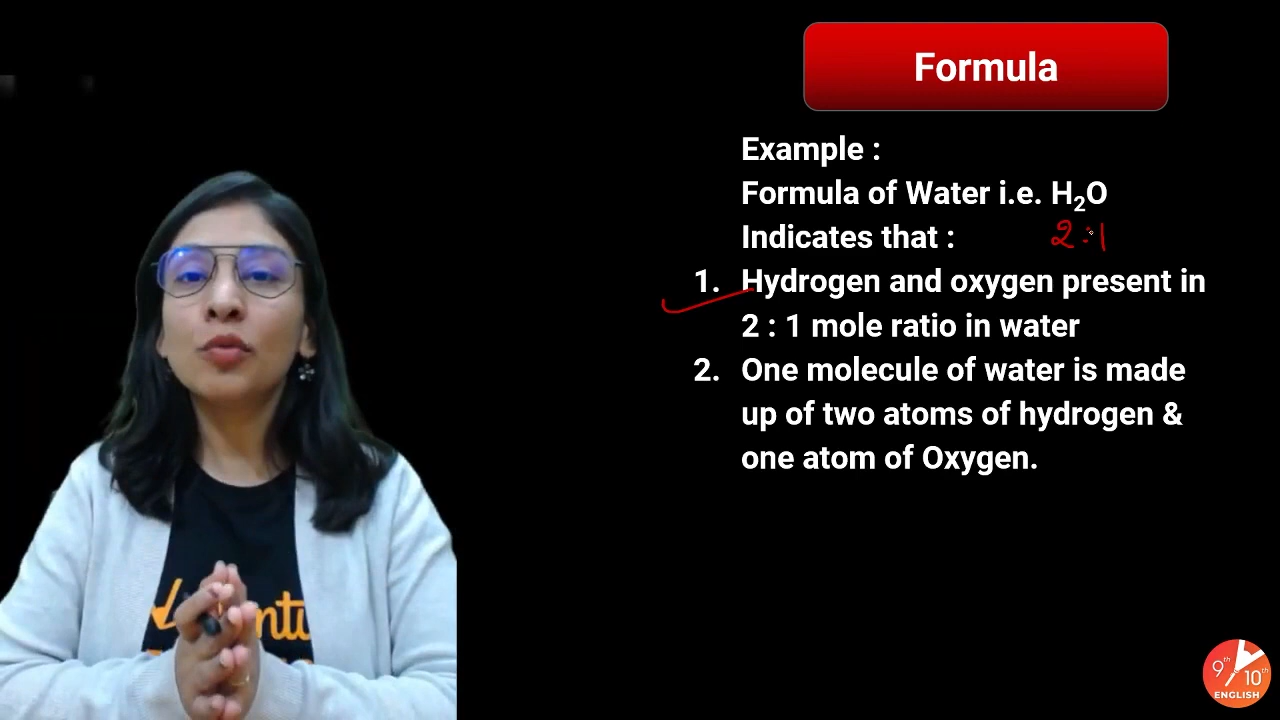 Formula
Example :
Formula of Water i.e. H₂O
Indicates that :
2:1
1. Hydrogen and oxygen present in
2 : 1 mole ratio in water
2. One molecule of water is made
up of two atoms of hydrogen &
one atom of Oxygen.
9th 10th
ENGLISH